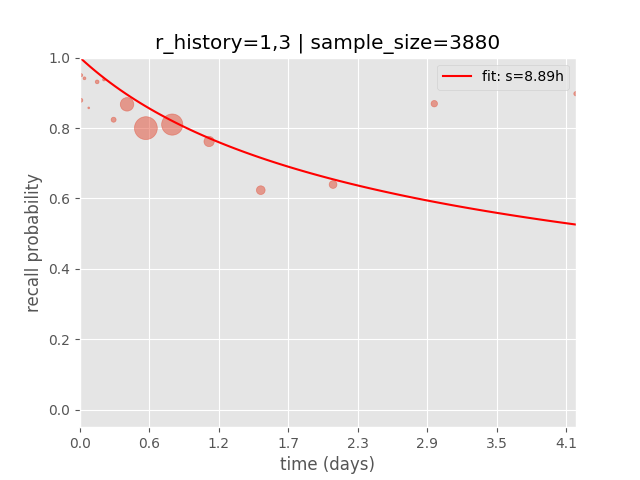 r_history=1,3 | sample_size=3880
fit: s=8.89h
recall probability
1.0
0.8
0.6
0.4
0.2
0.0
0.0 0.6 1.2 1.7 2.3 2.9 3.5 4.1
time (days)